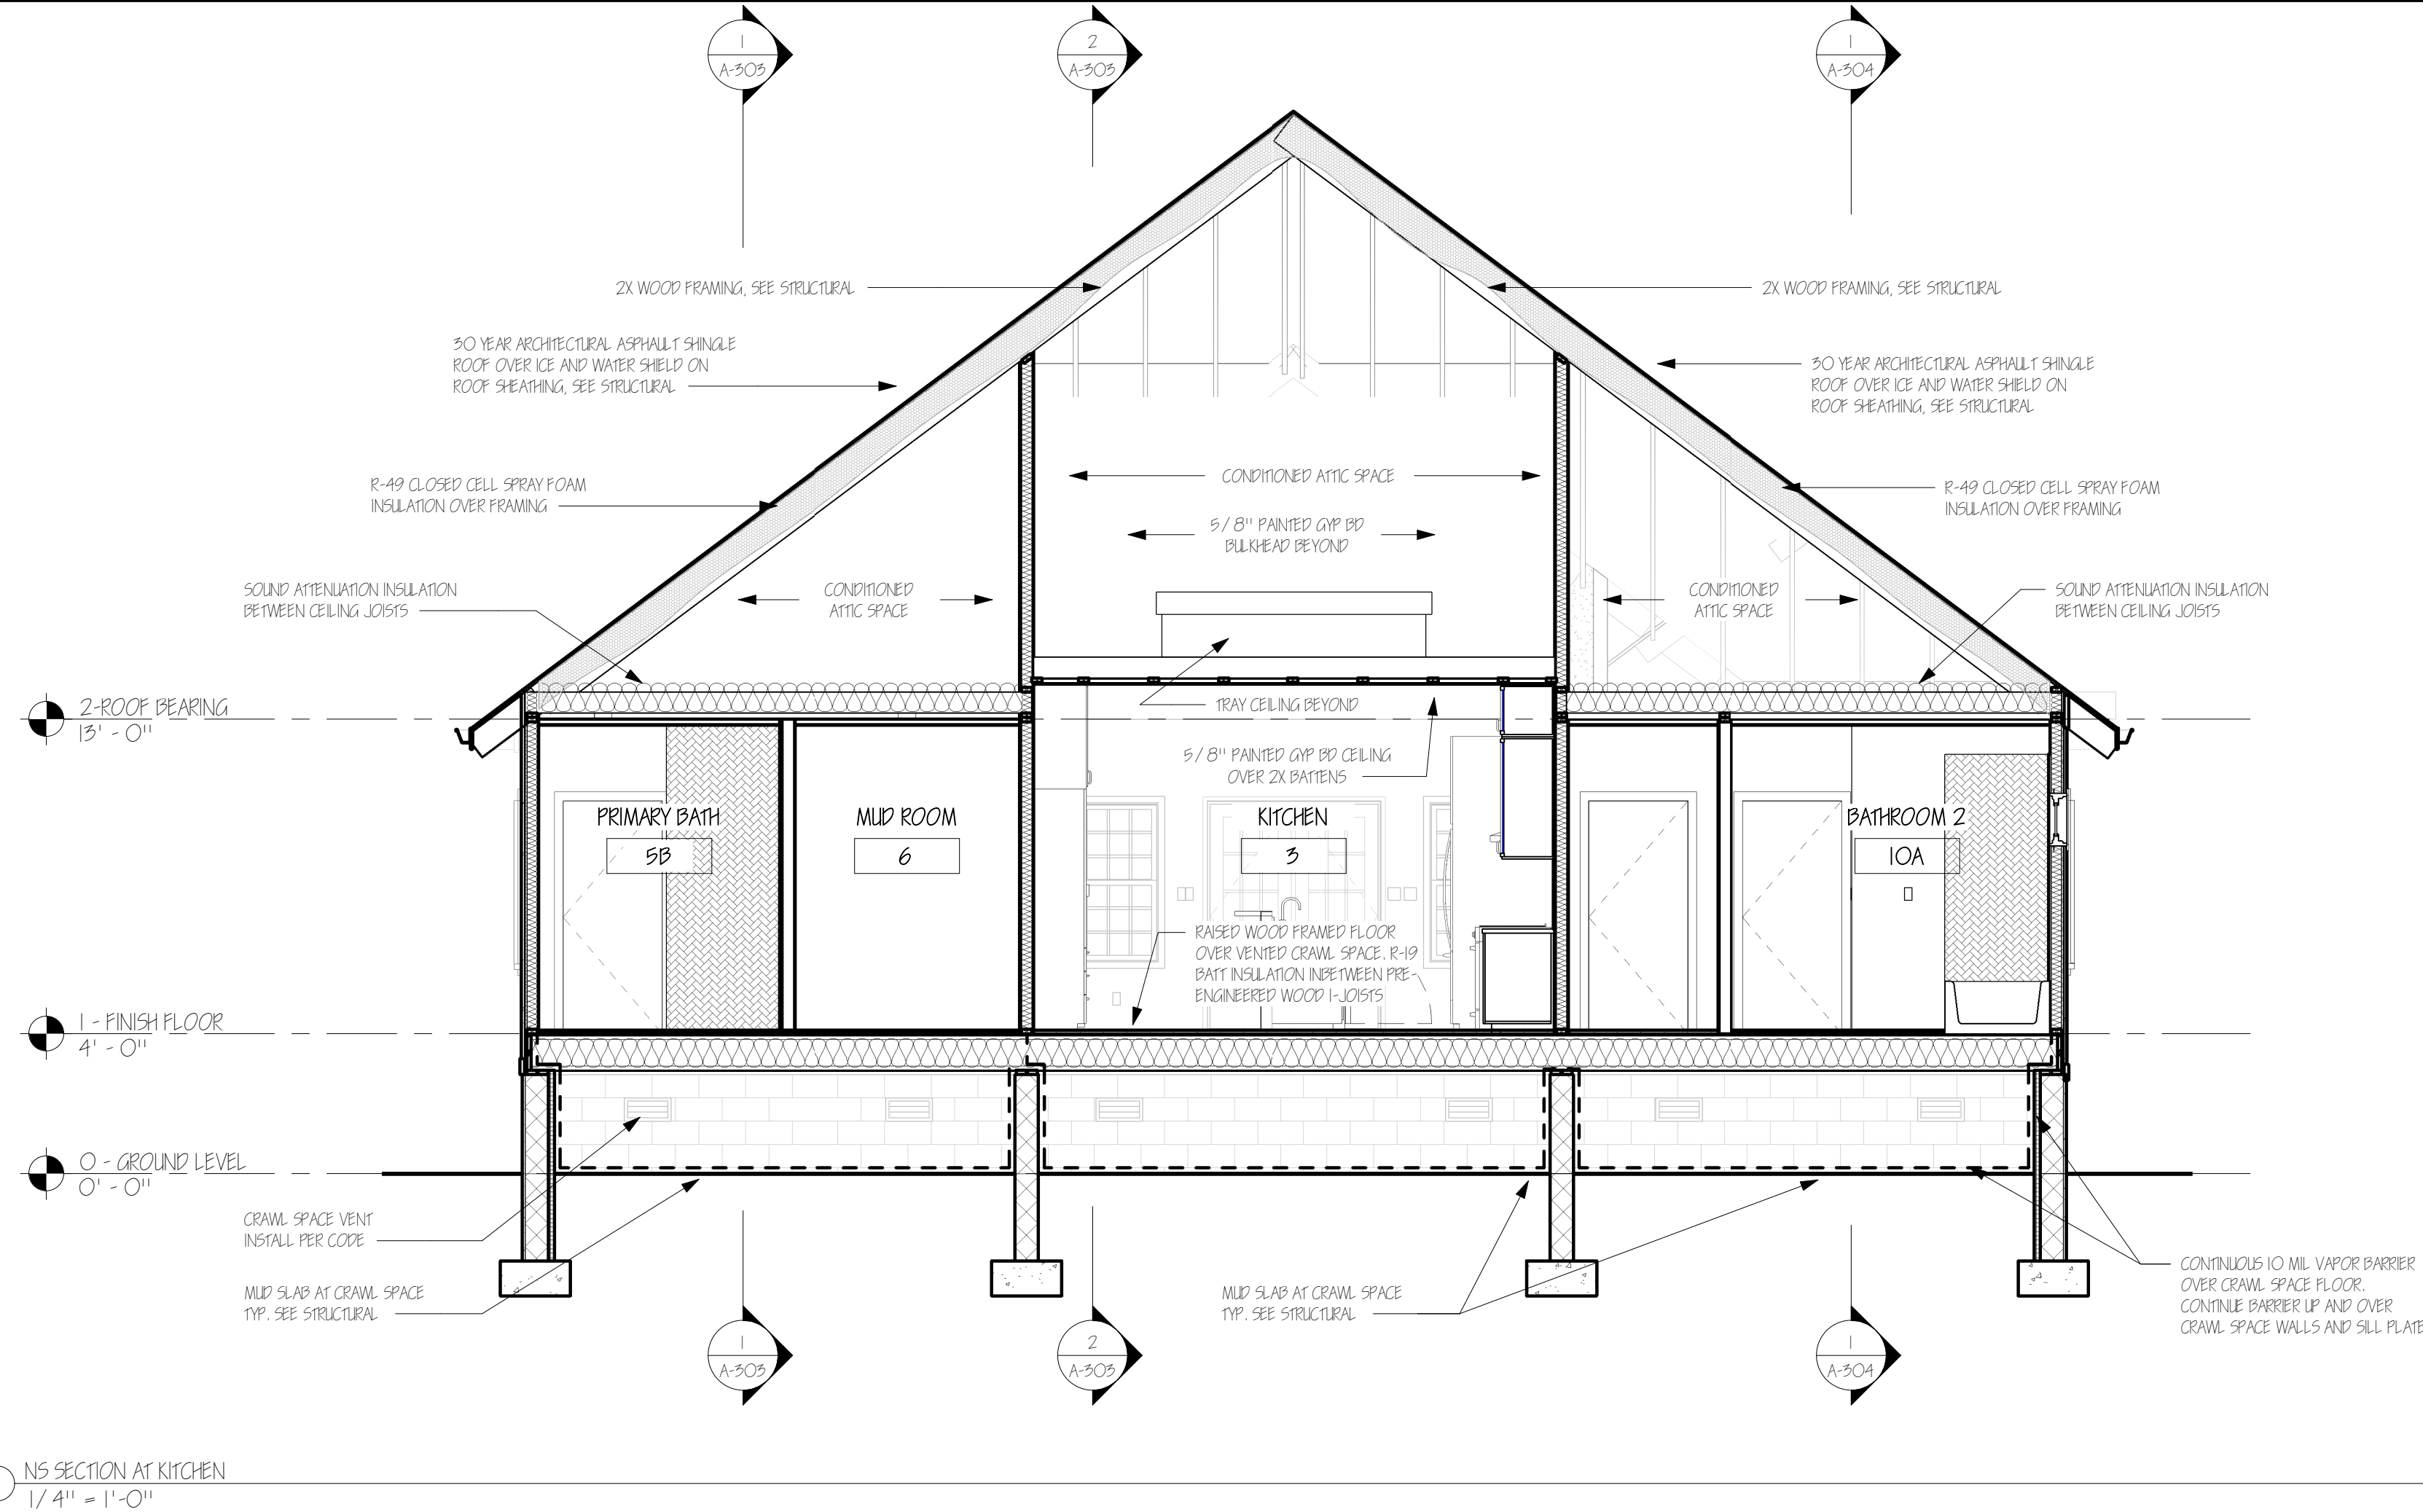 1
A-303
2
A-303
1
A-304
2X WOOD FRAMING, SEE STRUCTURAL
2X WOOD FRAMING, SEE STRUCTURAL
30 YEAR ARCHITECTURAL ASPHAULT SHINGLE
ROOF OVER ICE AND WATER SHIELD ON
ROOF SHEATHING, SEE STRUCTURAL
30 YEAR ARCHITECTURAL ASPHAULT SHINGLE
ROOF OVER ICE AND WATER SHIELD ON
ROOF SHEATHING, SEE STRUCTURAL
R-49 CLOSED CELL SPRAY FOAM
INSULATION OVER FRAMING
CONDITIONED ATTIC SPACE
R-49 CLOSED CELL SPRAY FOAM
INSULATION OVER FRAMING
5/8" PAINTED GYP BD
BULKHEAD BEYOND
SOUND ATTENUATION INSULATION
BETWEEN CEILING JOISTS
CONDITIONED
ATTIC SPACE
CONDITIONED
ATTIC SPACE
SOUND ATTENUATION INSULATION
BETWEEN CEILING JOISTS
2-ROOF BEARING
13' - 0"
TRAY CEILING BEYOND
5/8" PAINTED GYP BD CEILING
OVER 2X BATTENS
PRIMARY BATH
5B
MUD ROOM
6
KITCHEN
3
BATHROOM 2
10A
RAISED WOOD FRAMED FLOOR
OVER VENTED CRAWL SPACE. R-19
BATT INSULATION INBETWEEN PRE-
ENGINEERED WOOD I-JOISTS
1 - FINISH FLOOR
4' - 0"
0 - GROUND LEVEL
0' - 0"
CRAWL SPACE VENT
INSTALL PER CODE
MUD SLAB AT CRAWL SPACE
TYP. SEE STRUCTURAL
MUD SLAB AT CRAWL SPACE
TYP. SEE STRUCTURAL
CONTINUOUS 10 MIL VAPOR BARRIER
OVER CRAWL SPACE FLOOR.
CONTINUE BARRIER UP AND OVER
CRAWL SPACE WALLS AND SILL PLATE
1
A-303
2
A-303
1
A-304
NS SECTION AT KITCHEN
1/4" = 1'-0"